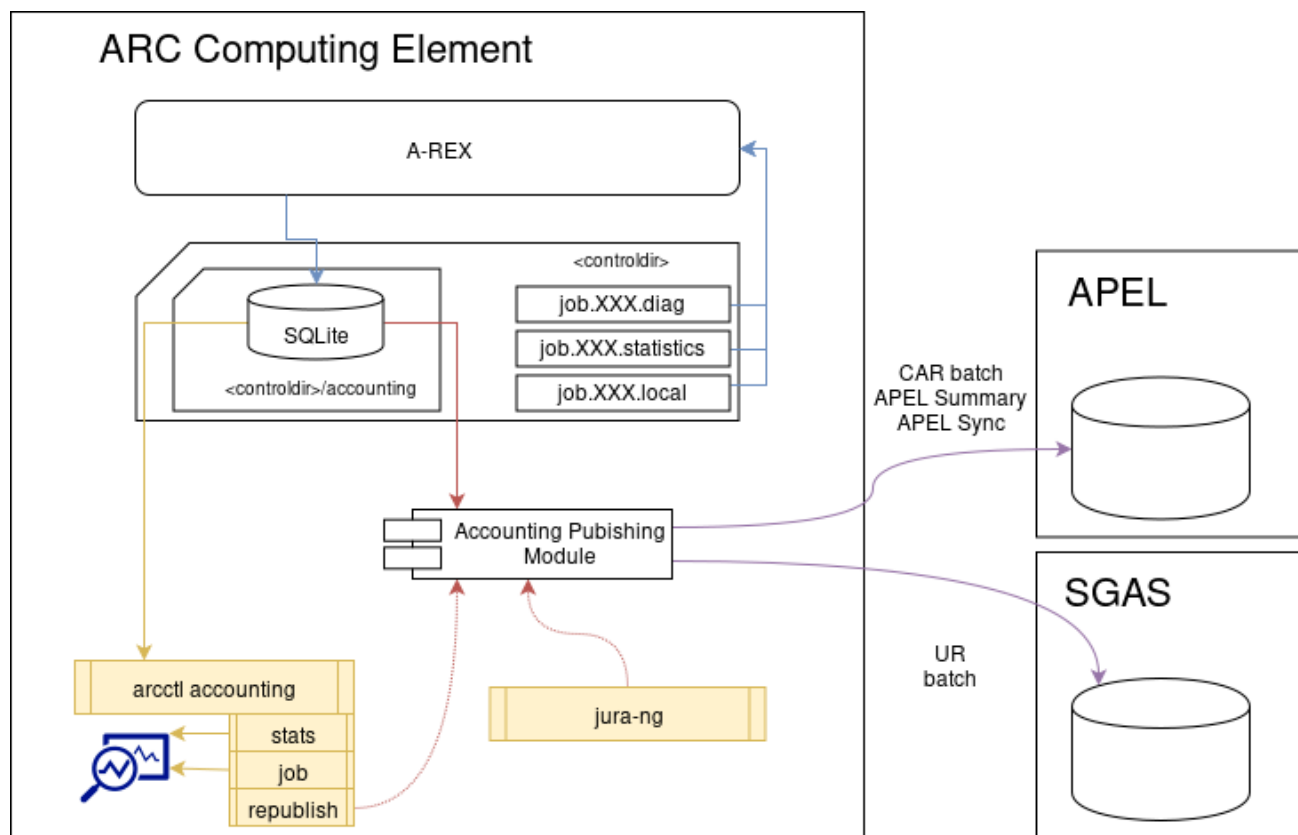 ARC Computing Element
A-REX
<controldir>
job.XXX.diag
SQLite
job.XXX.statistics
<controldir>/accounting
job.XXX.local
APEL
CAR batch
APEL Summary
APEL Sync
Accounting Pubishing
Module
SGAS
UR
batch
arcctl accounting
stats
job
republish
jura-ng